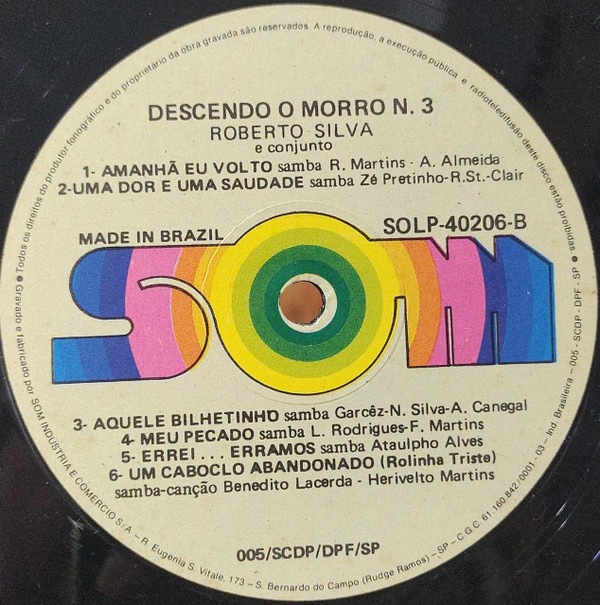 DESCENDO O MORRO N. 3
ROBERTO SILVA
e conjunto
1- AMANHÃ EU VOLTO samba R. Martins - A. Almeida
2-UMA DOR E UMA SAUDADE samba Zé Pretinho-R.St.-Clair
MADE IN BRAZIL
SOLP-40206-B
SOM
3- AQUELE BILHETINHO samba Garcêz-N. Silva-A. Canegal
4- MEU PECADO samba L. Rodrigues-F. Martins
5- ERREI . . . ERRAMOS samba Ataulpho Alves
6- UM CABOCLO ABANDONADO (Rolinha Triste)
samba-canção Benedito Lacerda - Herivelto Martins
005/SCDP/DPF/SP
● Todos os direitos do produtor fonográfico e do proprietário da obra gravada são reservados. A reprodução, a execução pública e radioteledifusão deste disco estão proibidas. ●
● Gravado e fabricado por SOM INDUSTRIA E COMERCIO S/A - R. Eugenia S. Vitale, 173 - S. Bernardo do Campo (Rudge Ramos) - SP - C G C 61.160.842/0001 - 03 - Ind. Brasileira - 005 - SCDP - DPF - SP